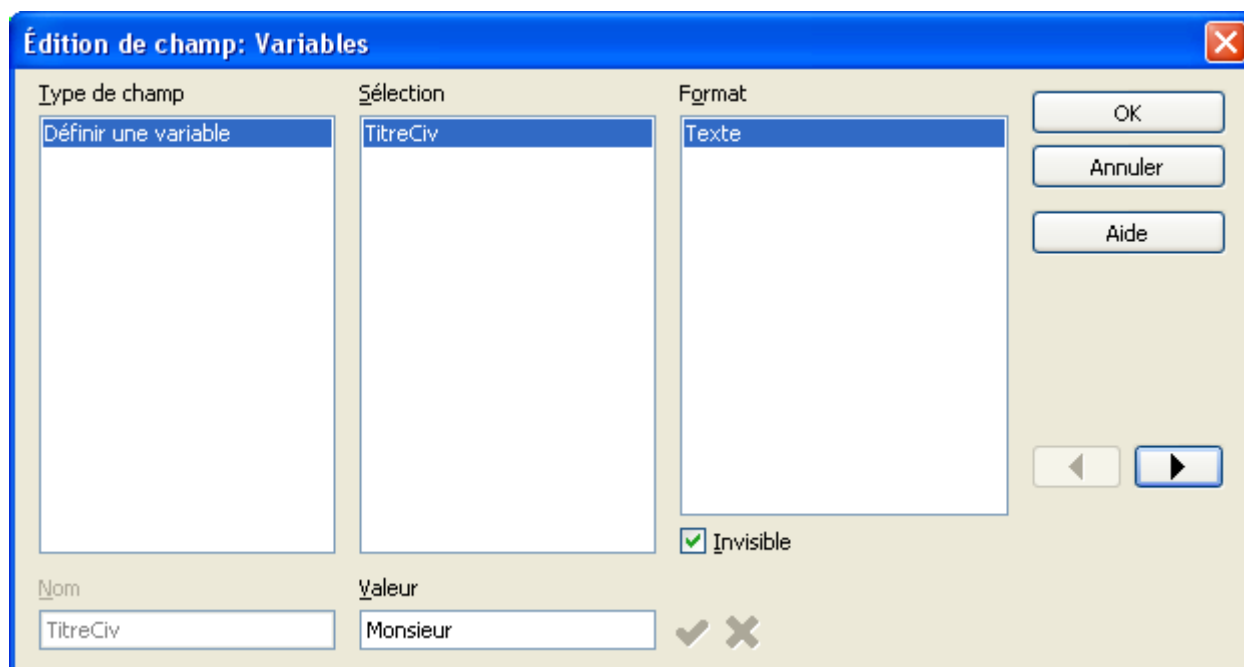 Édition de champ: Variables
Type de champ
Sélection
Format
Définir une variable
TitreCiv
Texte
OK
Annuler
Aide
Invisible
Nom
Valeur
TitreCiv
Monsieur